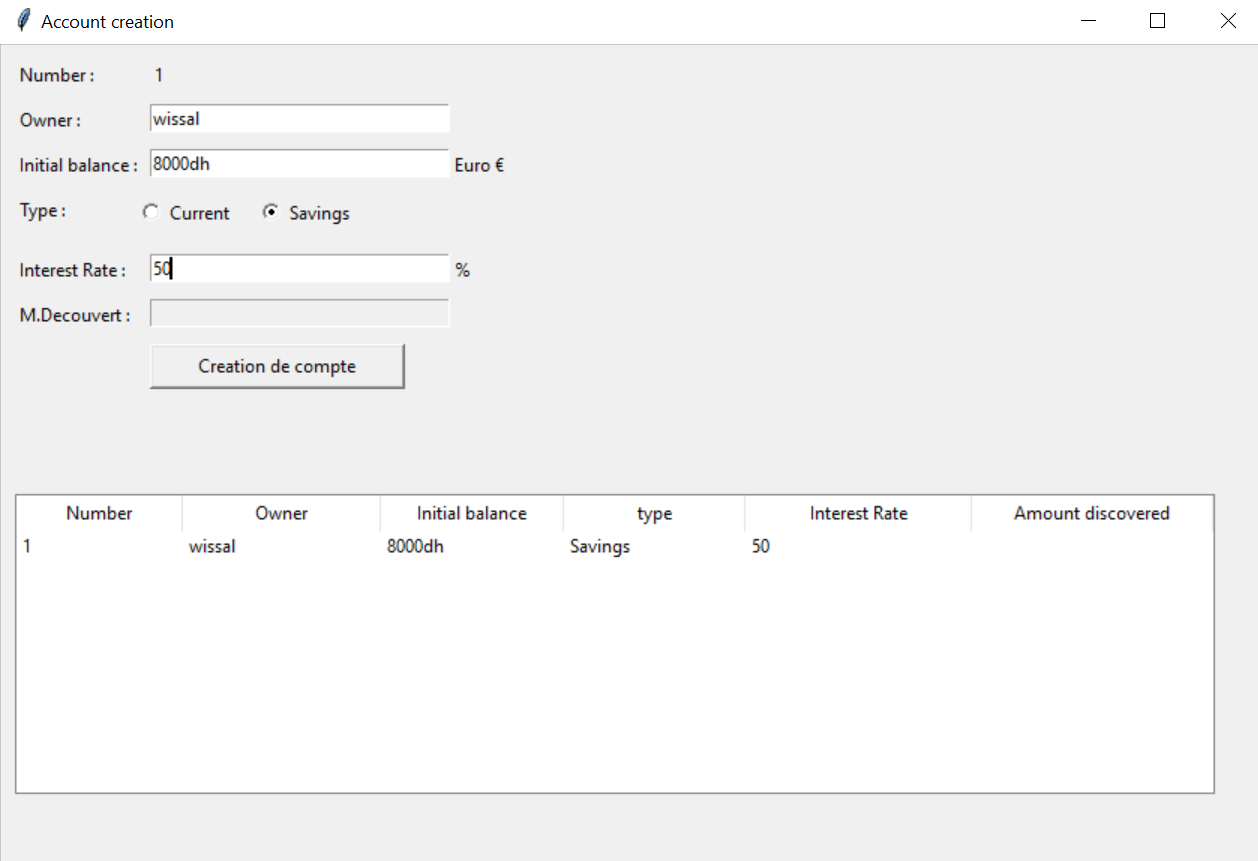 Account creation
Number : 1
Owner : wissal
Initial balance : 8000dh Euro €
Type : Current Savings
Interest Rate : 50 %
M.Decouvert :
Creation de compte
Number Owner Initial balance type Interest Rate Amount discovered
1 wissal 8000dh Savings 50